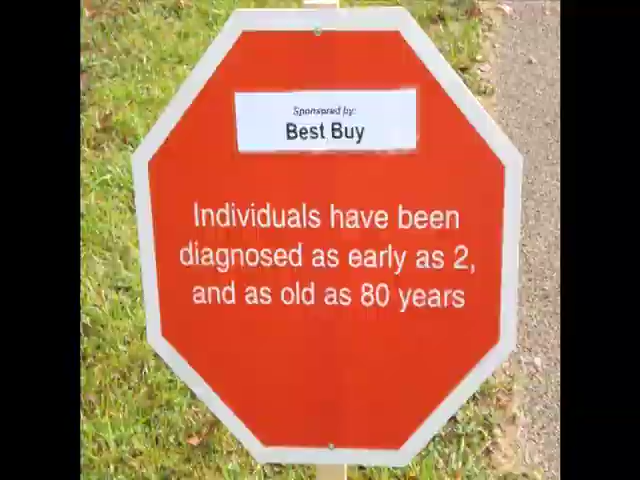 Sponsored by:
Best Buy
Individuals have been
diagnosed as early as 2,
and as old as 80 years